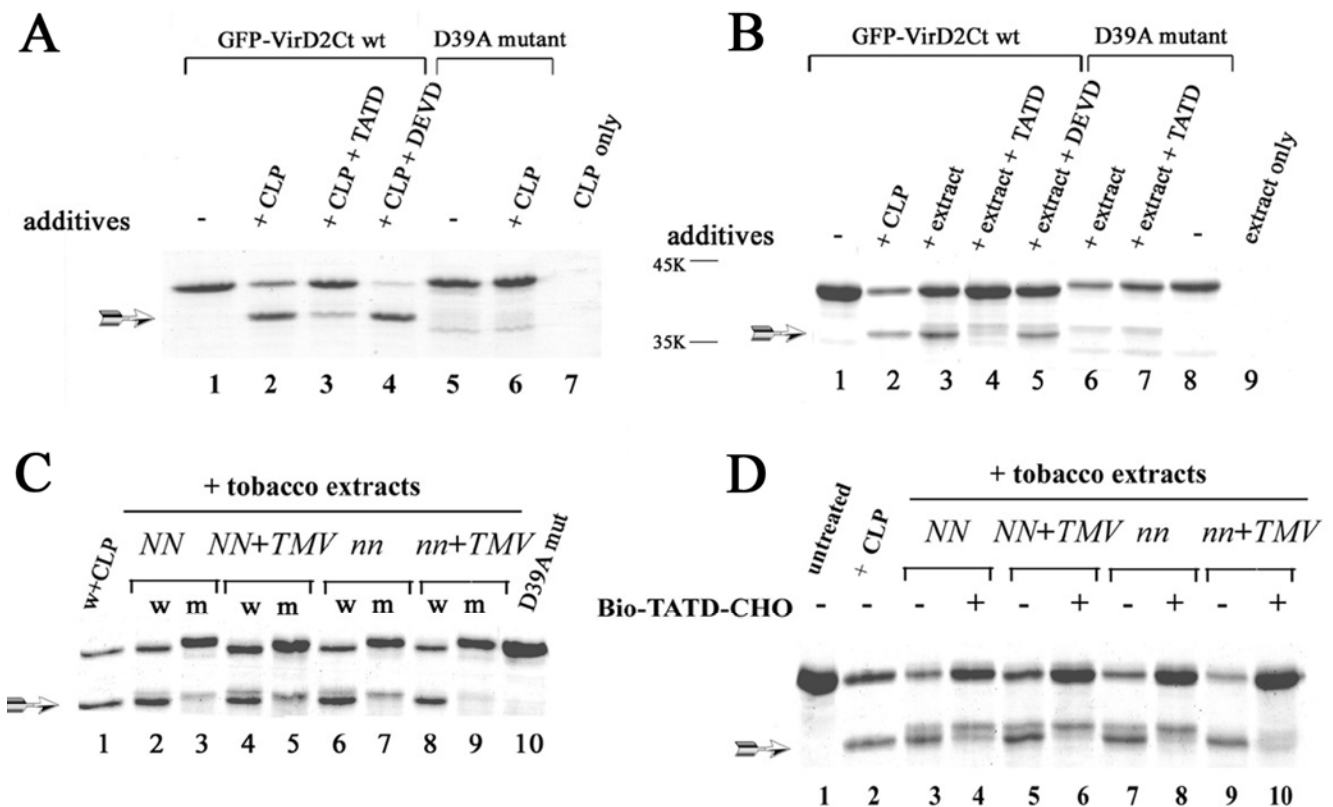 A
GFP-VirD2Ct wt
D39A mutant
additives
-
+ CLP
+ CLP + TATD
+ CLP + DEVD
-
+ CLP
CLP only
1 2 3 4 5 6 7
B
GFP-VirD2Ct wt
D39A mutant
additives
-
+ CLP
+ extract
+ extract + TATD
+ extract + DEVD
+ extract
+ extract + TATD
-
extract only
45K
35K
1 2 3 4 5 6 7 8 9
C
+ tobacco extracts
w+CLP
NN NN+TMV nn nn+TMV
D39A mut
w m w m w m w m
1 2 3 4 5 6 7 8 9 10
D
+ tobacco extracts
untreated
+ CLP
NN NN+TMV nn nn+TMV
Bio-TATD-CHO - - - + - + - + - +
1 2 3 4 5 6 7 8 9 10